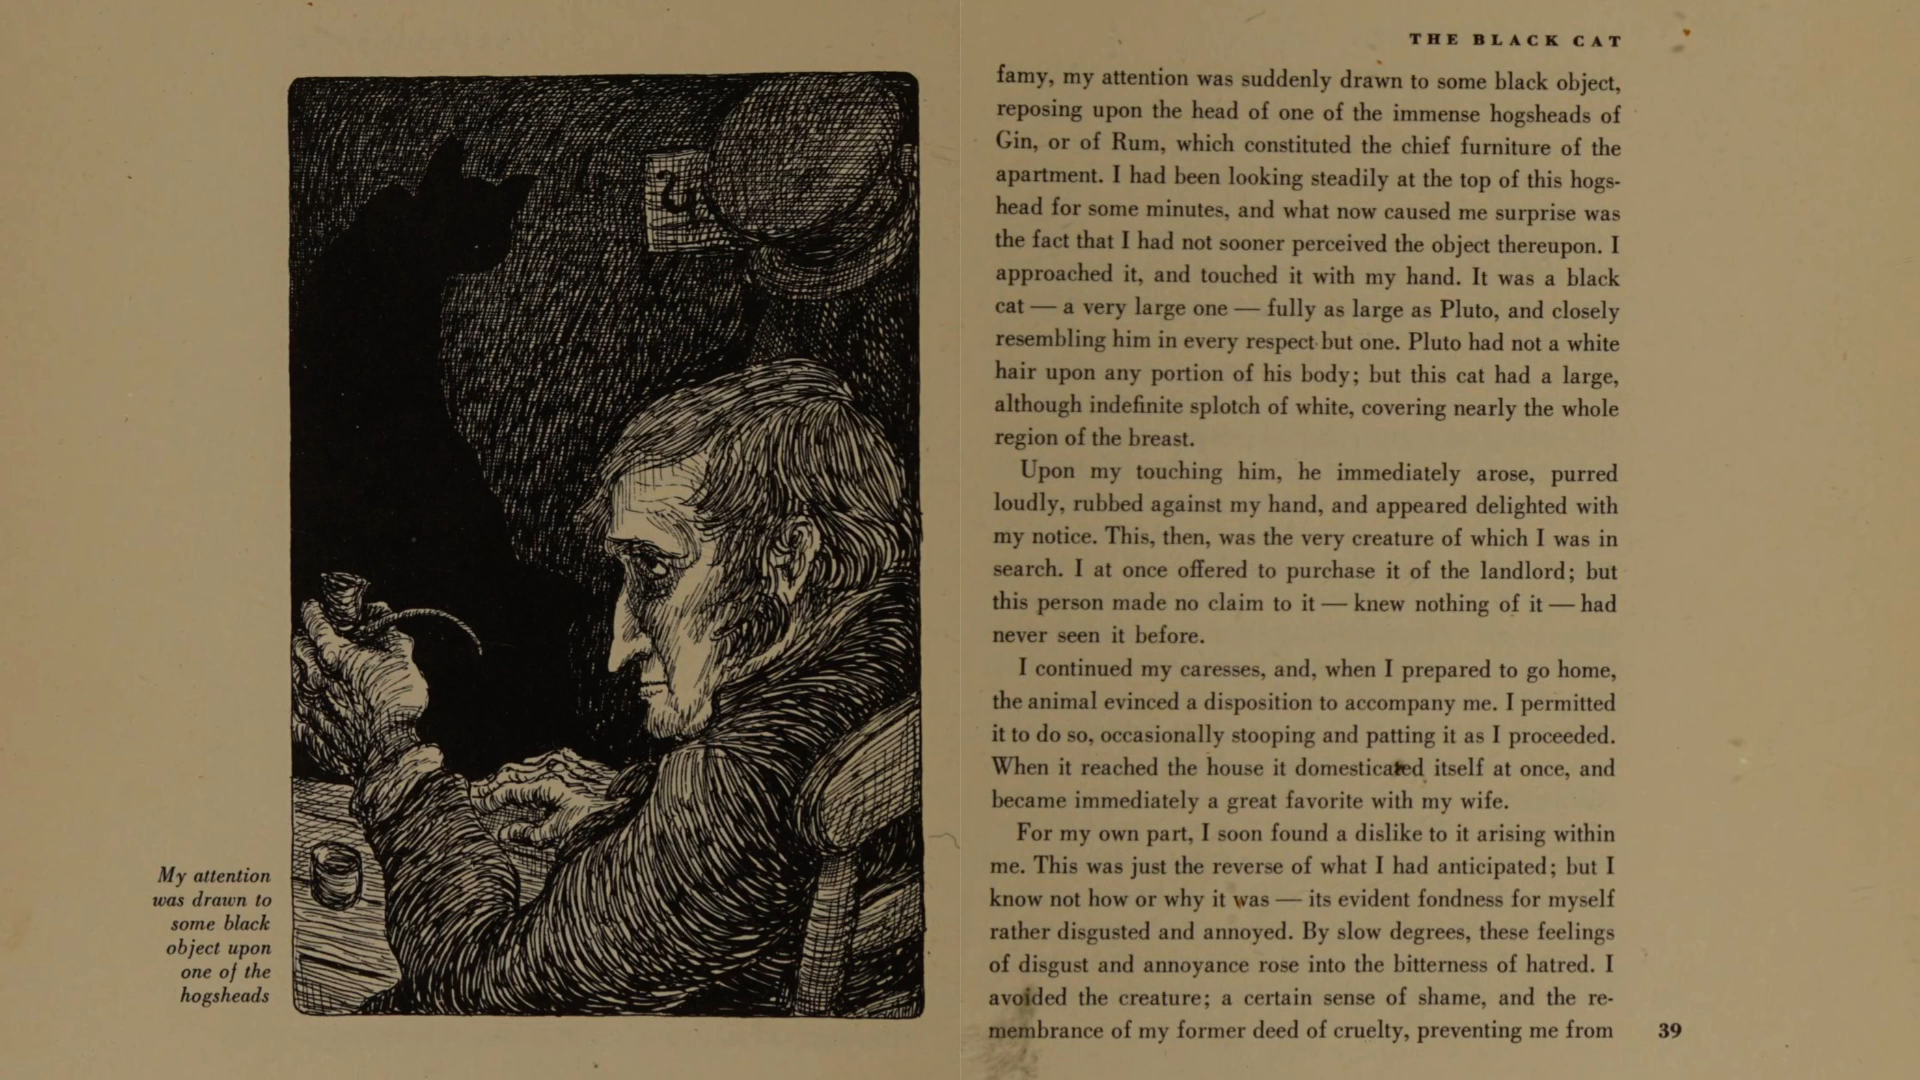 My attention
was drawn to
some black
object upon
one of the
hogsheads
THE BLACK CAT
famy, my attention was suddenly drawn to some black object,
reposing upon the head of one of the immense hogsheads of
Gin, or of Rum, which constituted the chief furniture of the
apartment. I had been looking steadily at the top of this hogs-
head for some minutes, and what now caused me surprise was
the fact that I had not sooner perceived the object thereupon. I
approached it, and touched it with my hand. It was a black
cat — a very large one — fully as large as Pluto, and closely
resembling him in every respect but one. Pluto had not a white
hair upon any portion of his body; but this cat had a large,
although indefinite splotch of white, covering nearly the whole
region of the breast.
Upon my touching him, he immediately arose, purred
loudly, rubbed against my hand, and appeared delighted with
my notice. This, then, was the very creature of which I was in
search. I at once offered to purchase it of the landlord; but
this person made no claim to it — knew nothing of it — had
never seen it before.
I continued my caresses, and, when I prepared to go home,
the animal evinced a disposition to accompany me. I permitted
it to do so, occasionally stooping and patting it as I proceeded.
When it reached the house it domesticated itself at once, and
became immediately a great favorite with my wife.
For my own part, I soon found a dislike to it arising within
me. This was just the reverse of what I had anticipated; but I
know not how or why it was — its evident fondness for myself
rather disgusted and annoyed. By slow degrees, these feelings
of disgust and annoyance rose into the bitterness of hatred. I
avoided the creature; a certain sense of shame, and the re-
membrance of my former deed of cruelty, preventing me from
39